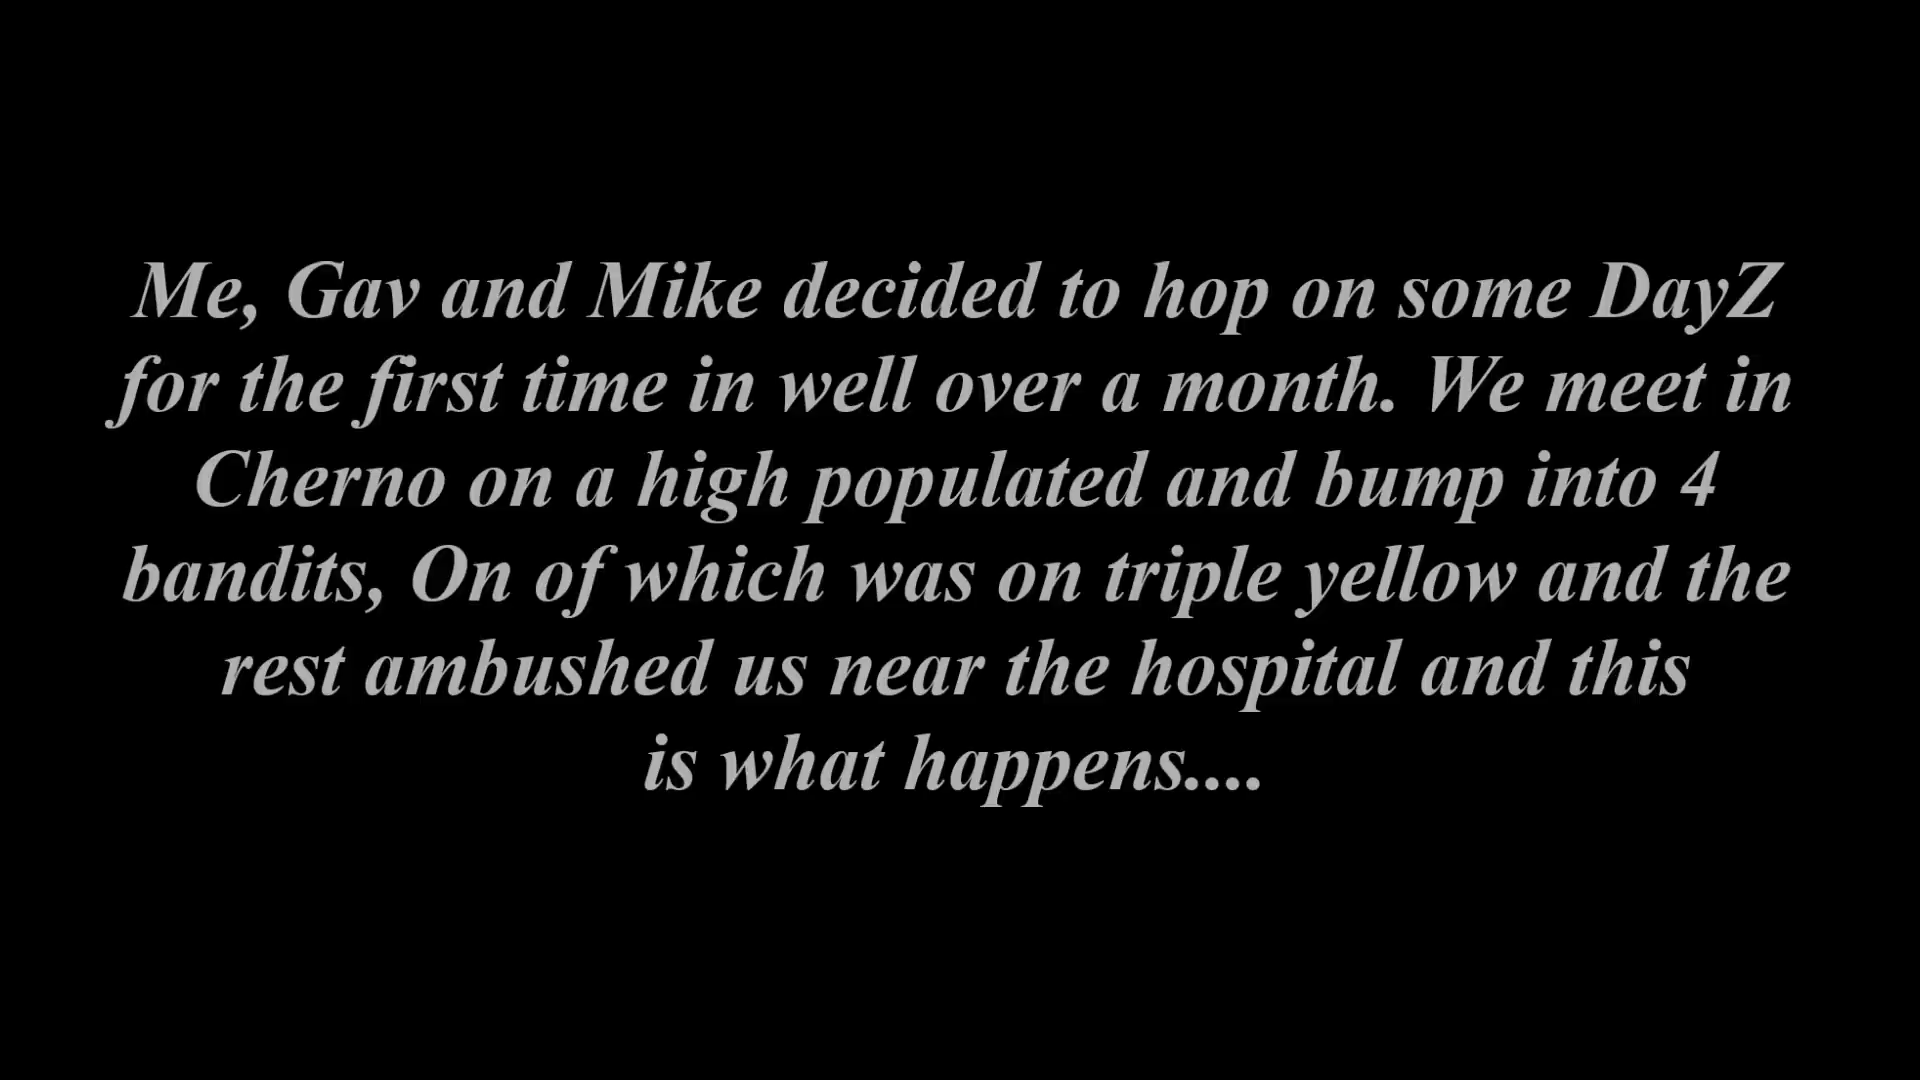 Me, Gav and Mike decided to hop on some DayZ
for the first time in well over a month. We meet in
Cherno on a high populated and bump into 4
bandits, On of which was on triple yellow and the
rest ambushed us near the hospital and this
is what happens....